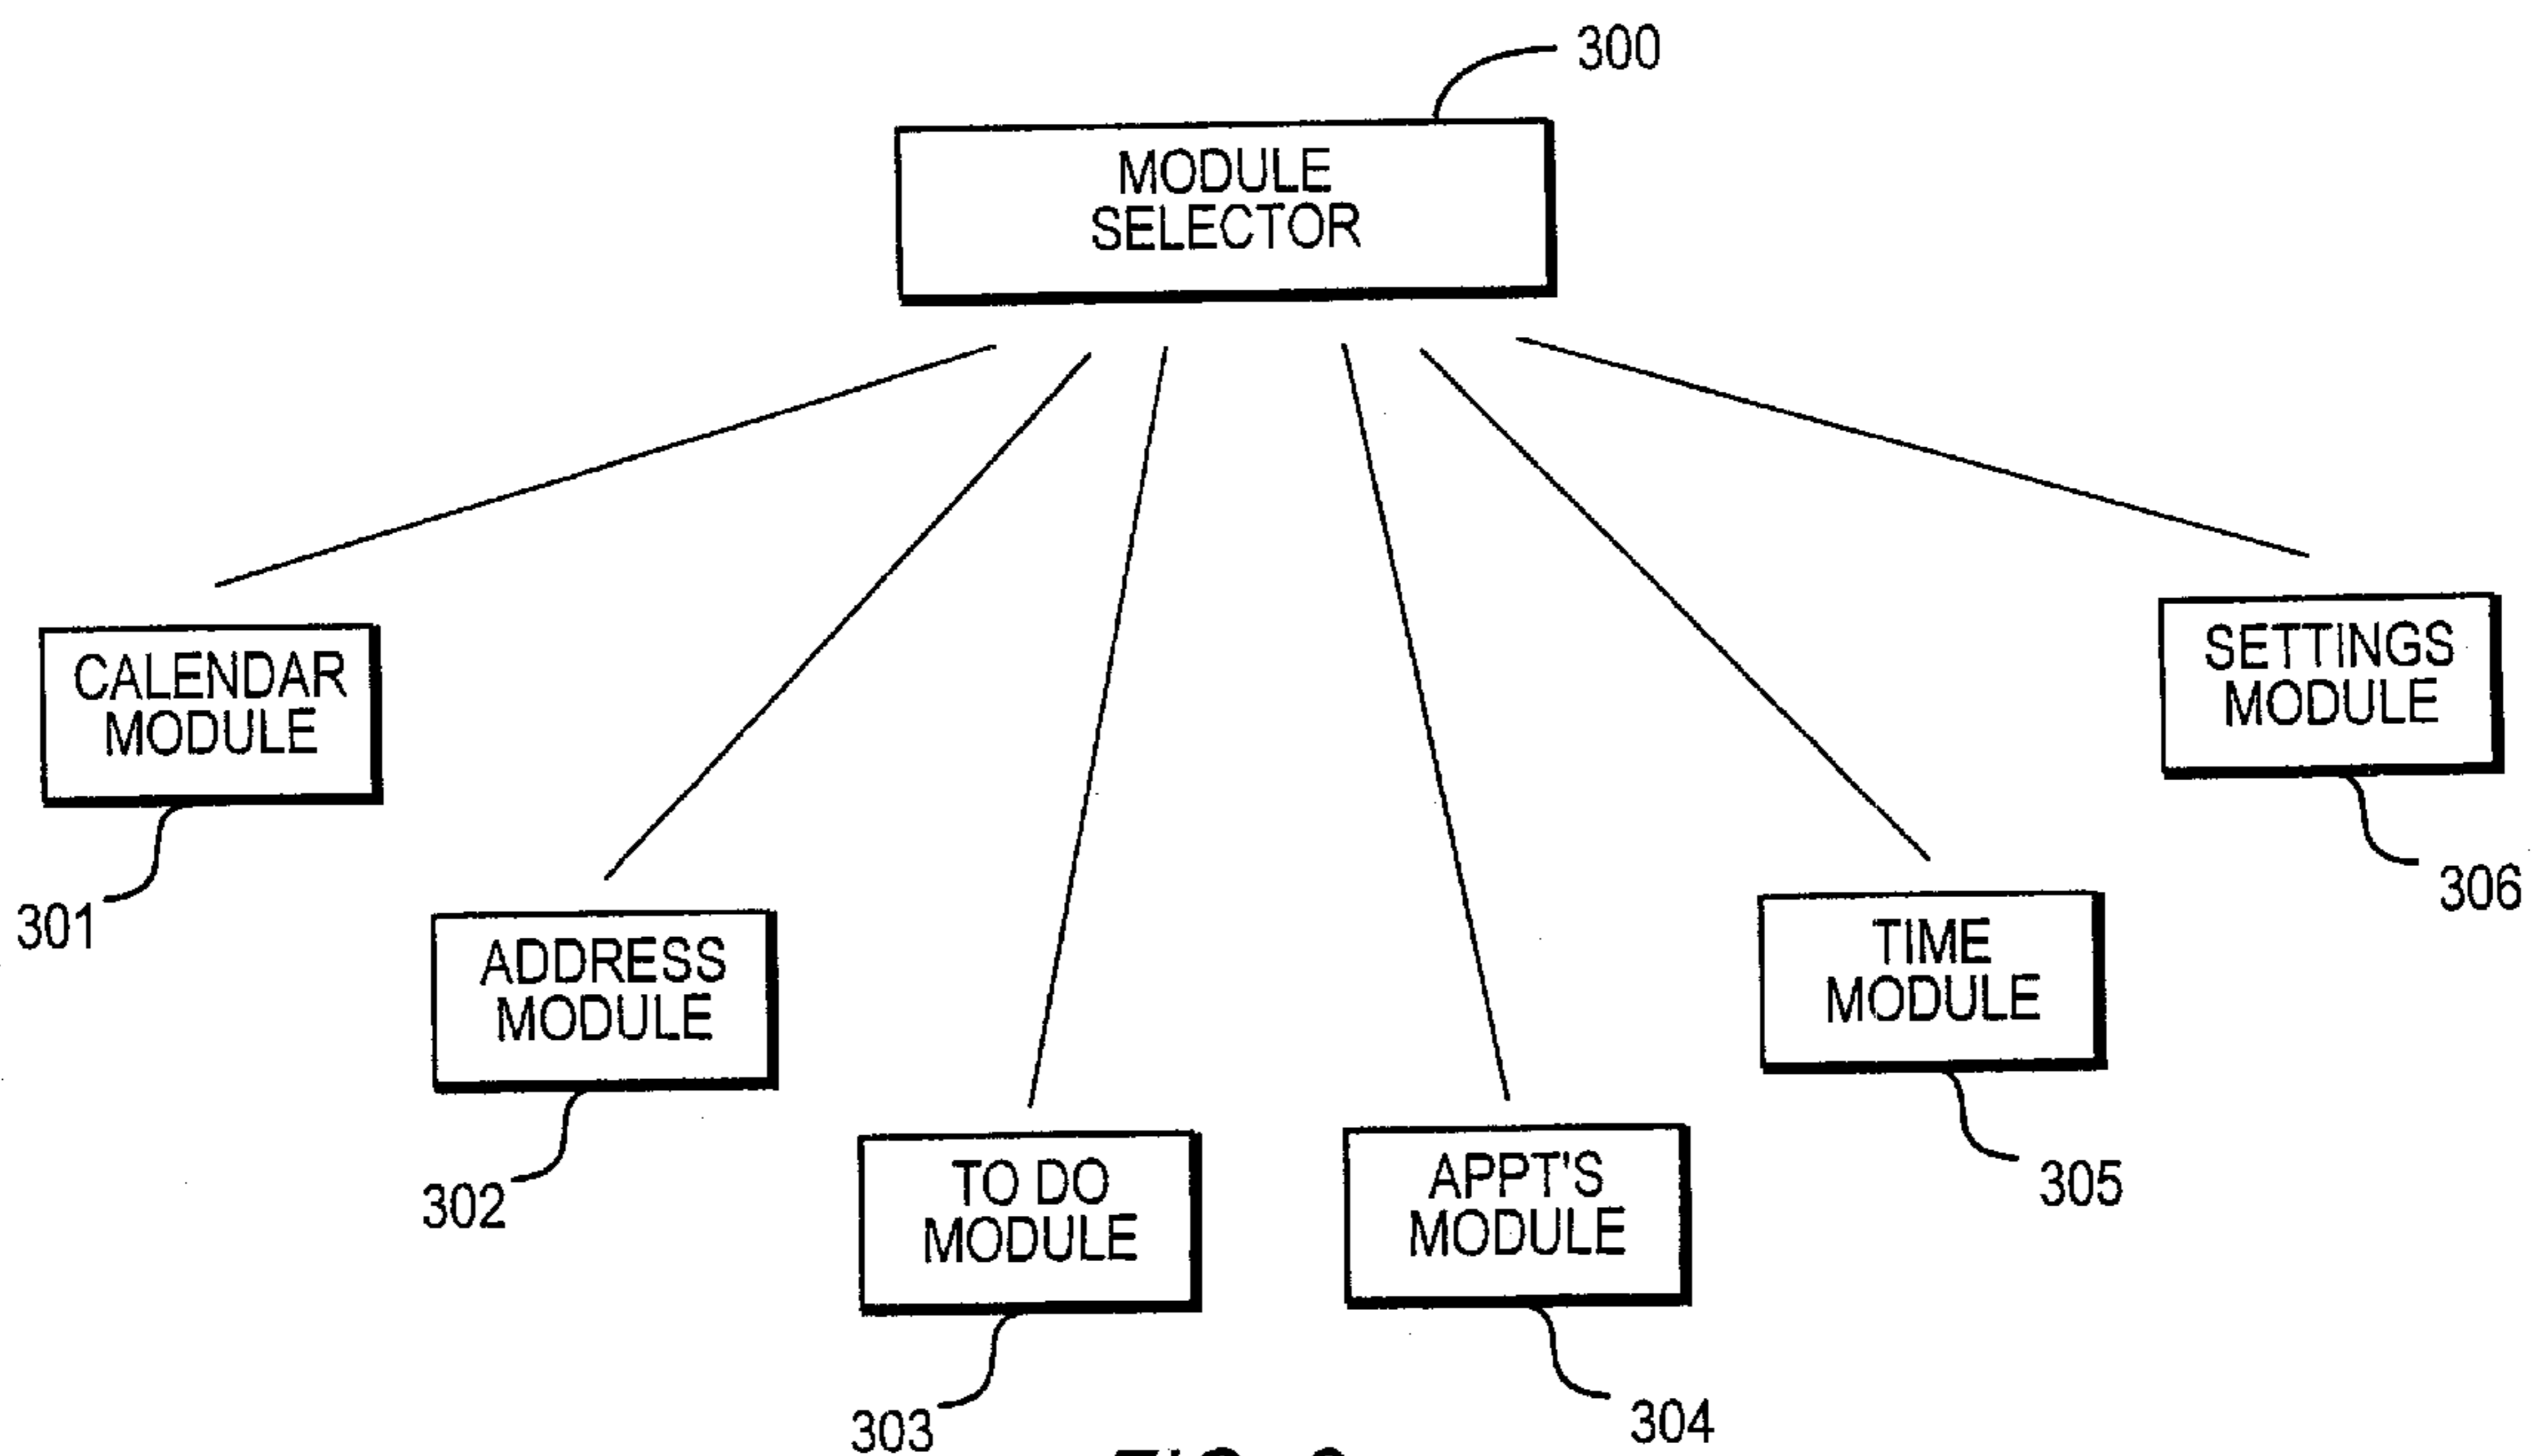 300
MODULE
SELECTOR
CALENDAR
MODULE
301
SETTINGS
MODULE
306
ADDRESS
MODULE
302
TIME
MODULE
305
TO DO
MODULE
303
APPT'S
MODULE
304